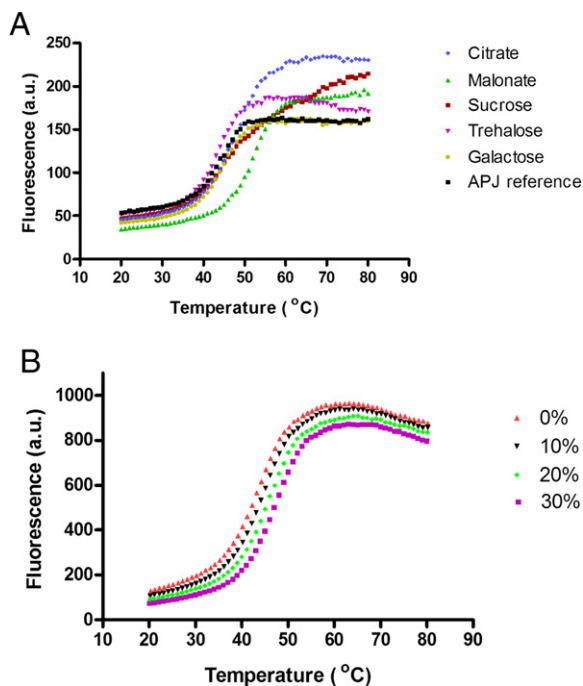 A
250
200
150
100
50
0
Fluorescence (a.u.)
10 20 30 40 50 60 70 80 90
Temperature ( °C)
Citrate
Malonate
Sucrose
Trehalose
Galactose
APJ reference
B
1000
800
600
400
200
0
Fluorescence (a.u.)
10 20 30 40 50 60 70 80 90
Temperature ( °C)
0%
10%
20%
30%